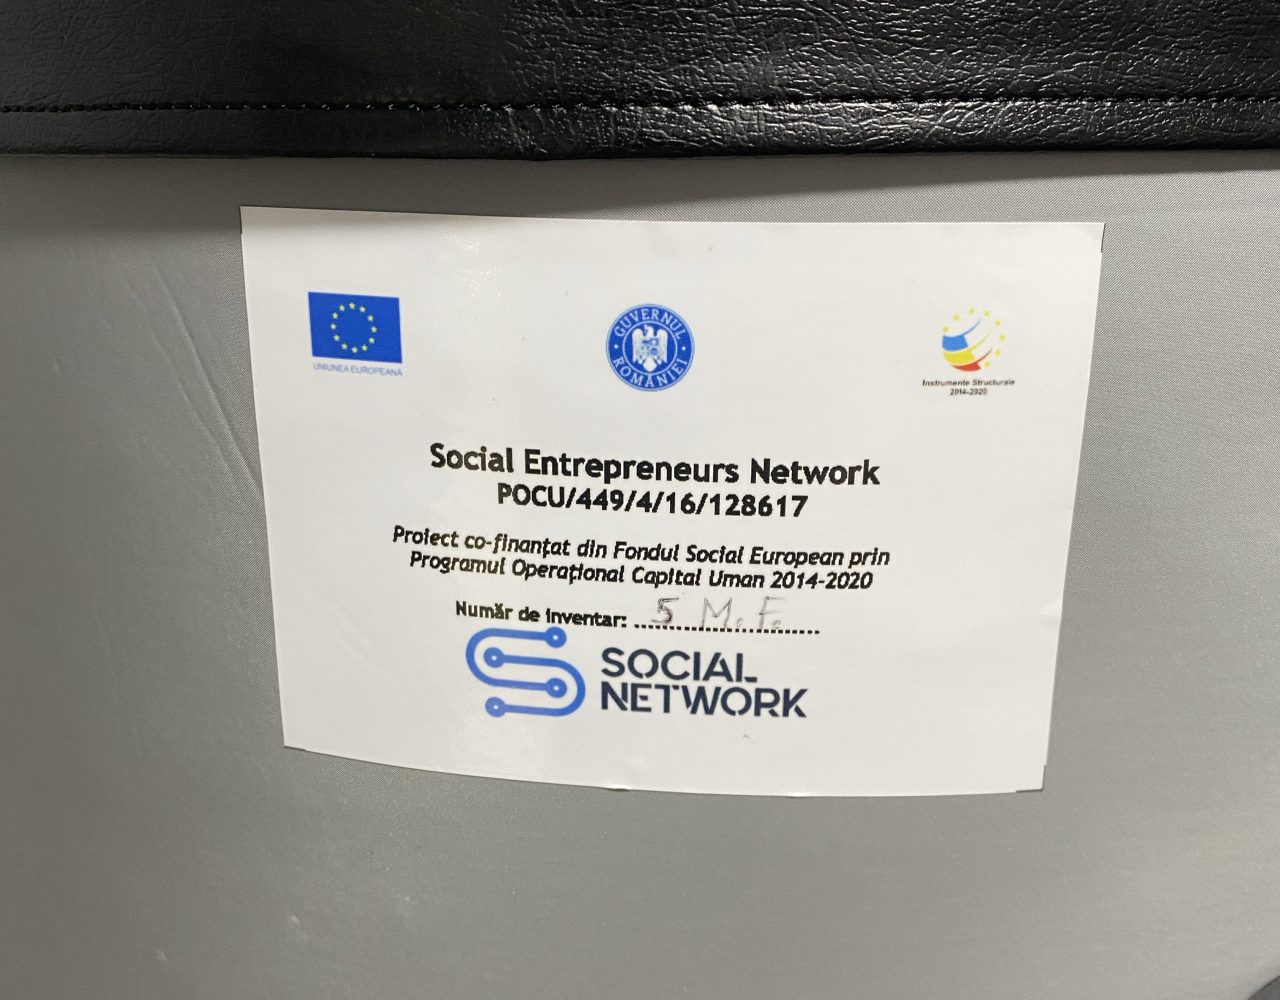 UNIUNEA EUROPEANĂ
GUVERNUL ROMÂNIEI
Instrumente Structurale
2014-2020
Social Entrepreneurs Network
POCU/449/4/16/128617
Proiect co-finanțat din Fondul Social European prin
Programul Operațional Capital Uman 2014-2020
Număr de inventar: 5 M. F.
SOCIAL
NETWORK